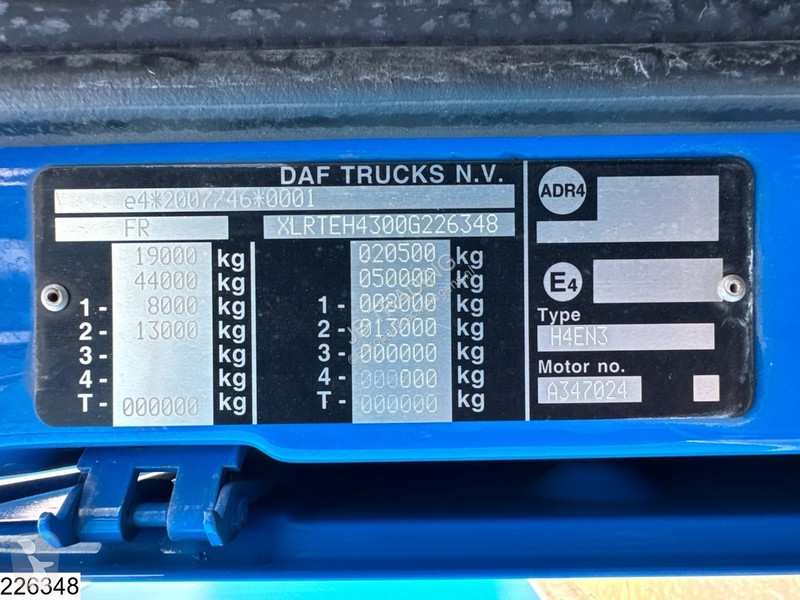 DAF TRUCKS N.V.
e4*2007/46*0001
FR XLRTEH4300G226348
19000 kg 020500 kg
44000 kg 050000 kg
1- 8000 kg 1- 008000 kg
2- 13000 kg 2- 013000 kg
3- kg 3- 000000 kg
4- kg 4- 000000 kg
T- 000000 kg T- 000000 kg
ADR4
E4
Type
H4EN3
Motor no.
A347024
226348